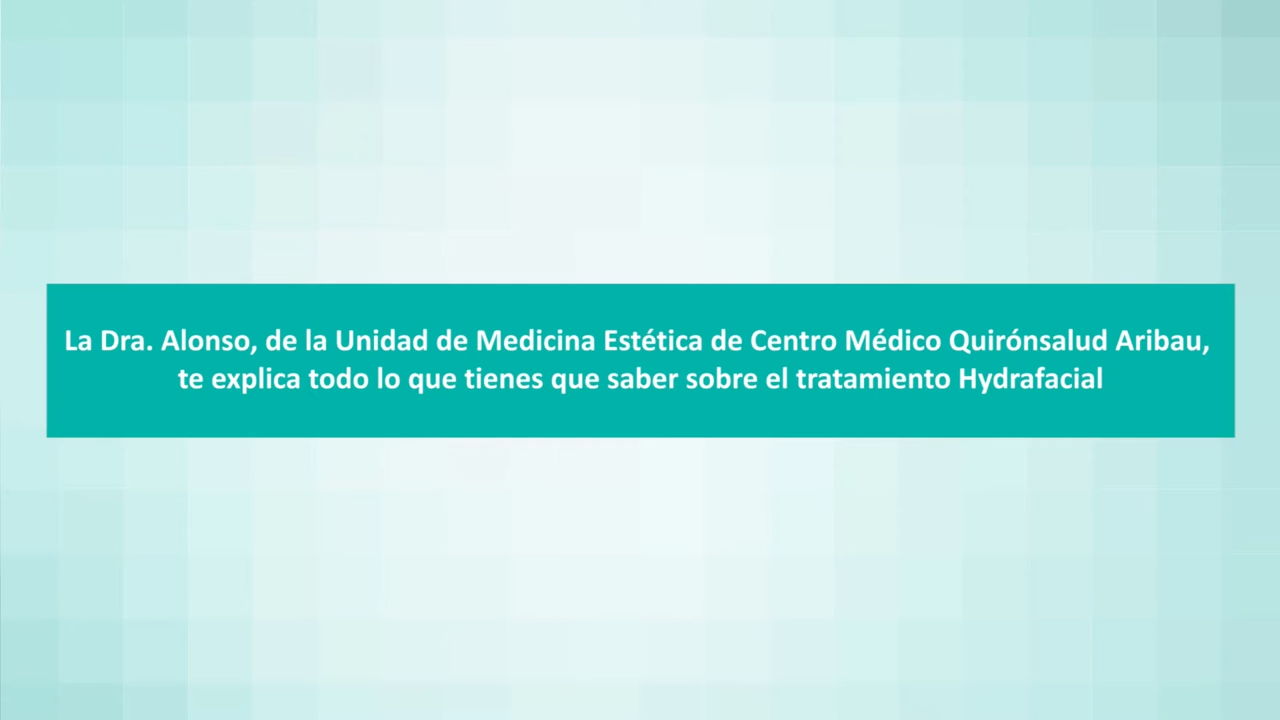 La Dra. Alonso, de la Unidad de Medicina Estética de Centro Médico Quirónsalud Aribau,
te explica todo lo que tienes que saber sobre el tratamiento Hydrafacial